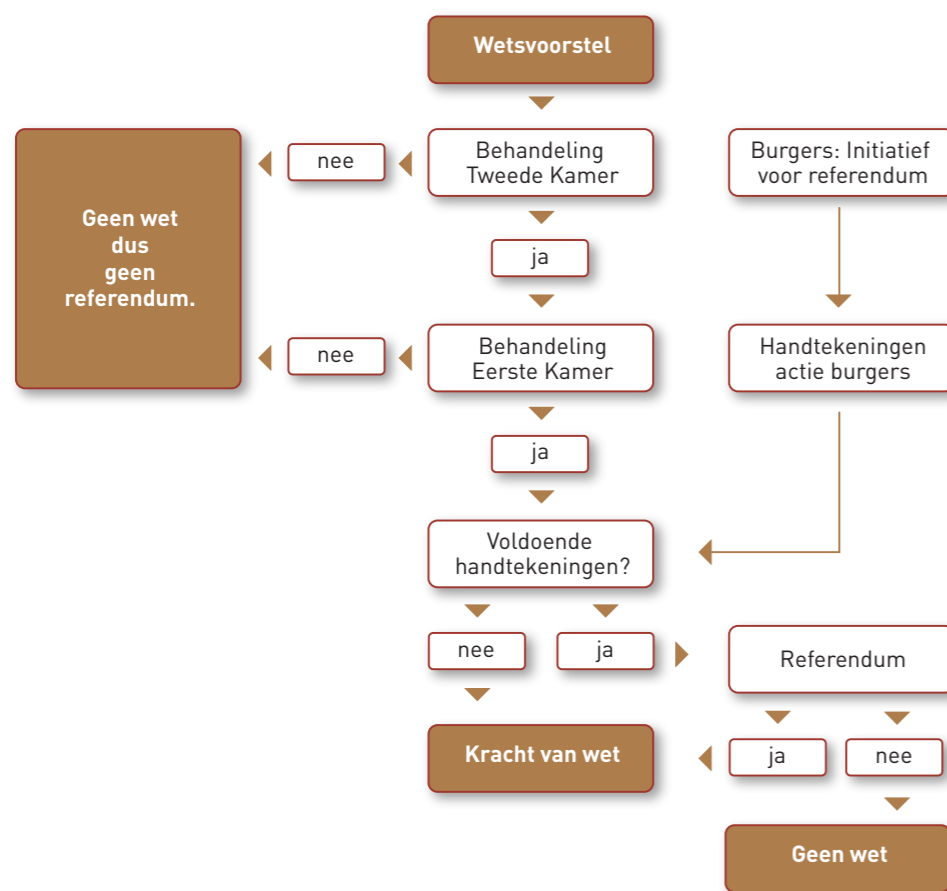 Wetsvoorstel
nee
Behandeling
Tweede Kamer
Burgers: Initiatief
voor referendum
Geen wet
dus
geen
referendum.
ja
nee
Behandeling
Eerste Kamer
Handtekeningen
actie burgers
ja
Voldoende
handtekeningen?
nee
ja
Referendum
Kracht van wet
ja
nee
Geen wet